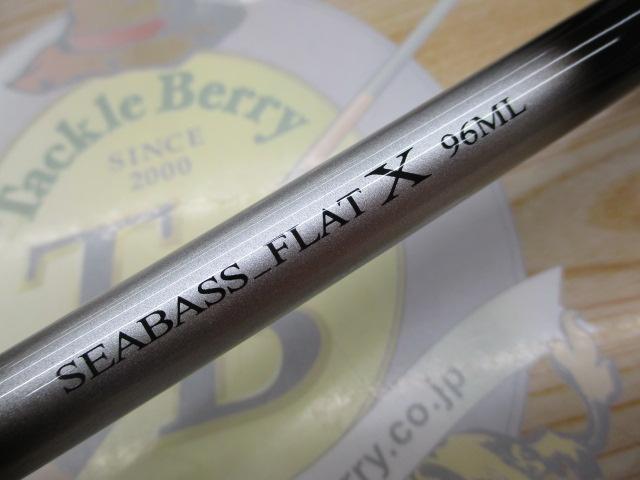 Tackle Berry
SINCE
2000
TB
SEABASS_FLAT X 96ML
rry.co.jp